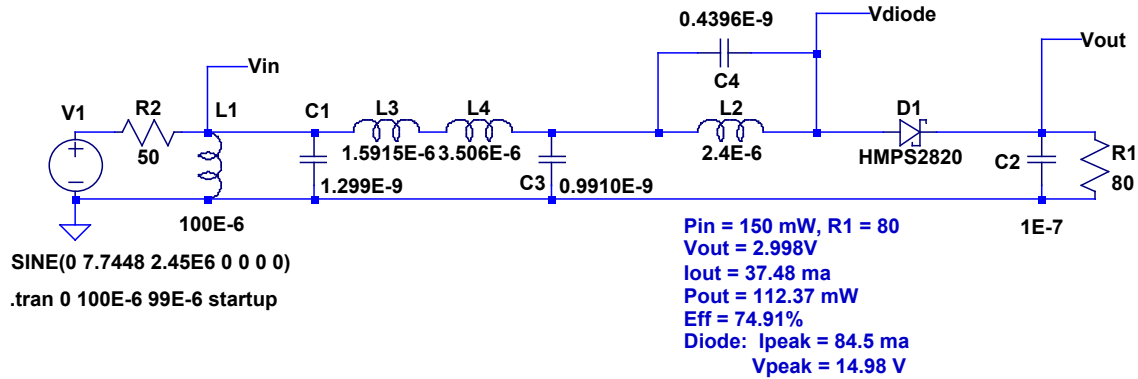 0.4396E-9
Vdiode
Vout
Vin
C4
V1
R2
L1
C1
L3
L4
L2
D1
50
1.5915E-6
3.506E-6
2.4E-6
HMPS2820
C2
R1
1.299E-9
C3
0.9910E-9
80
100E-6
1E-7
SINE(0 7.7448 2.45E6 0 0 0 0)
.tran 0 100E-6 99E-6 startup
Pin = 150 mW, R1 = 80
Vout = 2.998V
Iout = 37.48 ma
Pout = 112.37 mW
Eff = 74.91%
Diode: Ipeak = 84.5 ma
Vpeak = 14.98 V